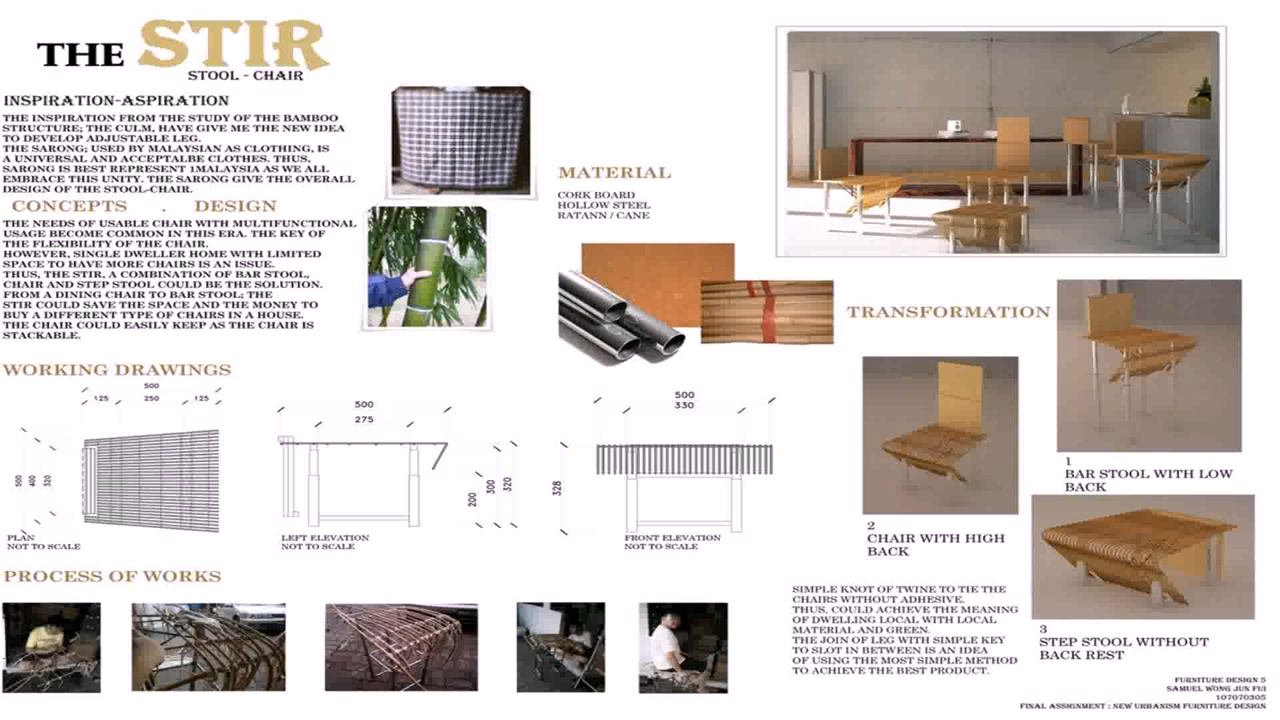 THE STIR
STOOL - CHAIR
INSPIRATION-ASPIRATION
THE INSPIRATION FROM THE STUDY OF THE BAMBOO
STRUCTURE; THE CULM, HAVE GIVE ME THE NEW IDEA
TO DEVELOP ADJUSTABLE LEG.
THE SARONG; USED BY MALAYSIAN AS CLOTHING, IS
A UNIVERSAL AND ACCEPTALBE CLOTHES. THUS,
SARONG IS BEST REPRESENT 1MALAYSIA AS WE ALL
EMBRACE THIS UNITY. THE SARONG GIVE THE OVERALL
DESIGN OF THE STOOL-CHAIR.
CONCEPTS . DESIGN
THE NEEDS OF USABLE CHAIR WITH MULTIFUNCTIONAL
USAGE BECOME COMMON IN THIS ERA. THE KEY OF
THE FLEXIBILITY OF THE CHAIR.
HOWEVER, SINGLE DWELLER HOME WITH LIMITED
SPACE TO HAVE MORE CHAIRS IS AN ISSUE.
THUS, THE STIR, A COMBINATION OF BAR STOOL,
CHAIR AND STEP STOOL COULD BE THE SOLUTION.
FROM A DINING CHAIR TO BAR STOOL; THE
STIR COULD SAVE THE SPACE AND THE MONEY TO
BUY A DIFFERENT TYPE OF CHAIRS IN A HOUSE.
THE CHAIR COULD EASILY KEEP AS THE CHAIR IS
STACKABLE.
MATERIAL
CORK BOARD
HOLLOW STEEL
RATANN / CANE
WORKING DRAWINGS
500
125 250 125
500 400 320
PLAN
NOT TO SCALE
500
275
200 300 320
LEFT ELEVATION
NOT TO SCALE
500
330
328
FRONT ELEVATION
NOT TO SCALE
PROCESS OF WORKS
TRANSFORMATION
1
BAR STOOL WITH LOW
BACK
2
CHAIR WITH HIGH
BACK
3
STEP STOOL WITHOUT
BACK REST
SIMPLE KNOT OF TWINE TO TIE THE
CHAIRS WITHOUT ADHESIVE.
THUS, COULD ACHIEVE THE MEANING
OF DWELLING LOCAL WITH LOCAL
MATERIAL AND GREEN.
THE JOIN OF LEG WITH SIMPLE KEY
TO SLOT IN BETWEEN IS AN IDEA
OF USING THE MOST SIMPLE METHOD
TO ACHIEVE THE BEST PRODUCT.
FURNITURE DESIGN 5
SAMUEL WONG JUN FUI
107070305
FINAL ASSIGNMENT : NEW URBANISM FURNITURE DESIGN